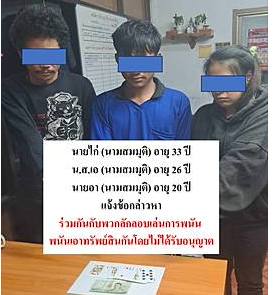 นายไก่ (นามสมมุติ) อายุ 33 ปี
น.ส.เอ (นามสมมุติ) อายุ 26 ปี
นายอา (นามสมมุติ) อายุ 20 ปี
แจ้งข้อกล่าวหา
ร่วมกันกับพวกลักลอบเล่นการพนัน
พนันเอาทรัพย์สินกันโดยไม่ได้รับอนุญาต